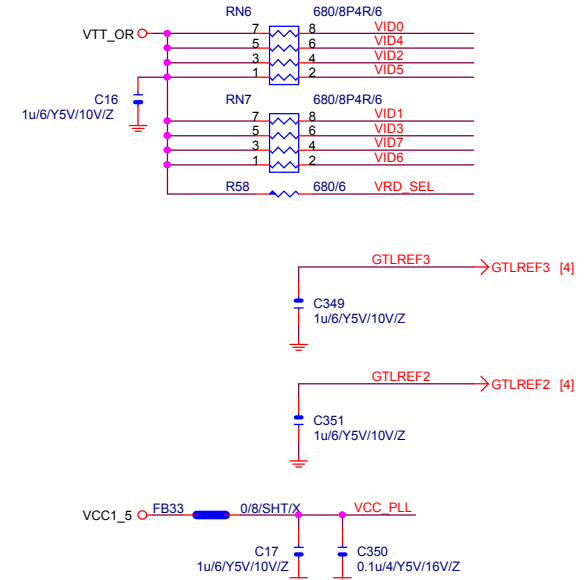 RN6 680/8P4R/6
VTT_OR 7 8 VID0
5 6 VID4
3 4 VID2
1 2 VID5
C16
1u/6/Y5V/10V/Z
RN7 680/8P4R/6
7 8 VID1
5 6 VID3
3 4 VID7
1 2 VID6
R58 680/6 VRD_SEL
GTLREF3 GTLREF3 [4]
C349
1u/6/Y5V/10V/Z
GTLREF2 GTLREF2 [4]
C351
1u/6/Y5V/10V/Z
VCC1_5 FB33 0/8/SHT/X VCC_PLL
C17 C350
1u/6/Y5V/10V/Z 0.1u/4/Y5V/16V/Z